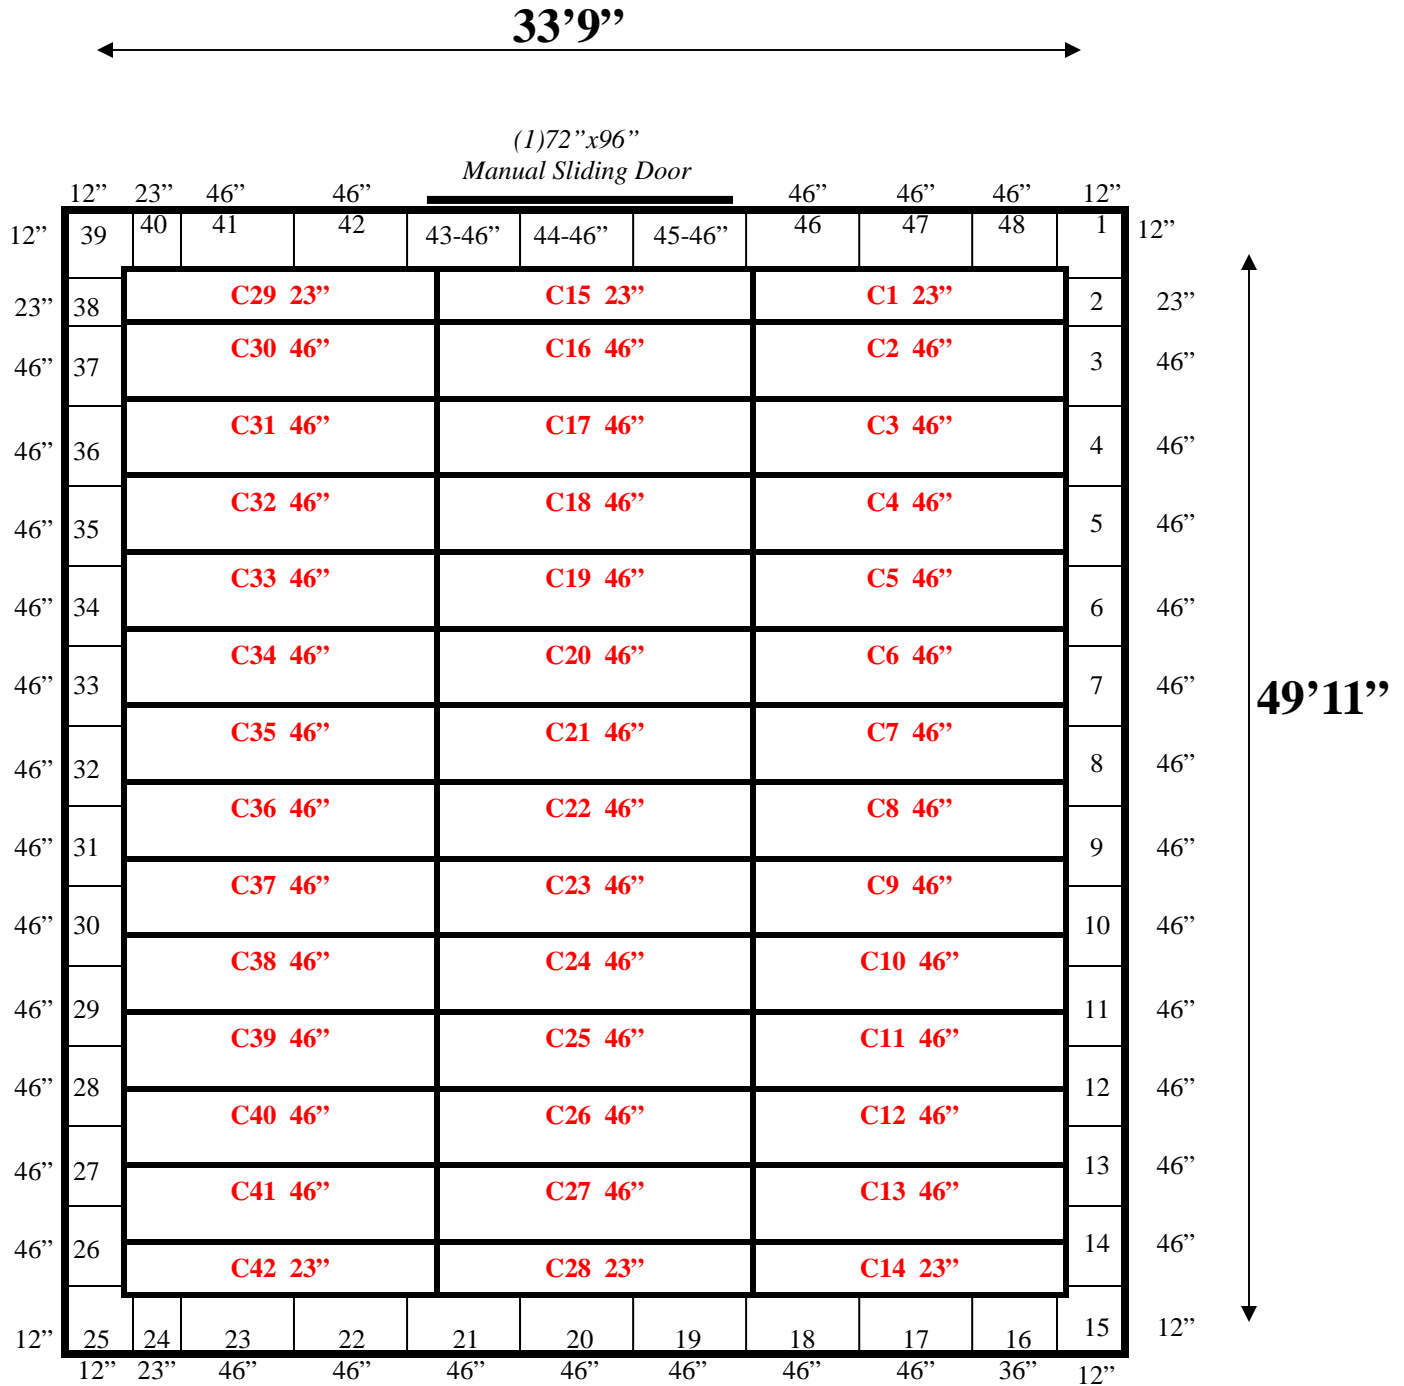 33’9”
(1)72”x96”
Manual Sliding Door
12” 23” 46” 46” 46” 46” 46” 12”
12” 39 40 41 42 43-46” 44-46” 45-46” 46 47 48 1 12”
23” 38 C29 23” C15 23” C1 23” 2 23”
46” 37 C30 46” C16 46” C2 46” 3 46”
46” 36 C31 46” C17 46” C3 46” 4 46”
46” 35 C32 46” C18 46” C4 46” 5 46”
46” 34 C33 46” C19 46” C5 46” 6 46”
46” 33 C34 46” C20 46” C6 46” 7 46”
49’11”
46” 32 C35 46” C21 46” C7 46” 8 46”
46” 31 C36 46” C22 46” C8 46” 9 46”
46” 30 C37 46” C23 46” C9 46” 10 46”
46” 29 C38 46” C24 46” C10 46” 11 46”
46” 28 C39 46” C25 46” C11 46” 12 46”
46” 27 C40 46” C26 46” C12 46” 13 46”
46” 26 C41 46” C27 46” C13 46” 14 46”
C42 23” C28 23” C14 23”
12” 25 24 23 22 21 20 19 18 17 16 15 12”
12” 23” 46” 46” 46” 46” 46” 46” 46” 36” 12”